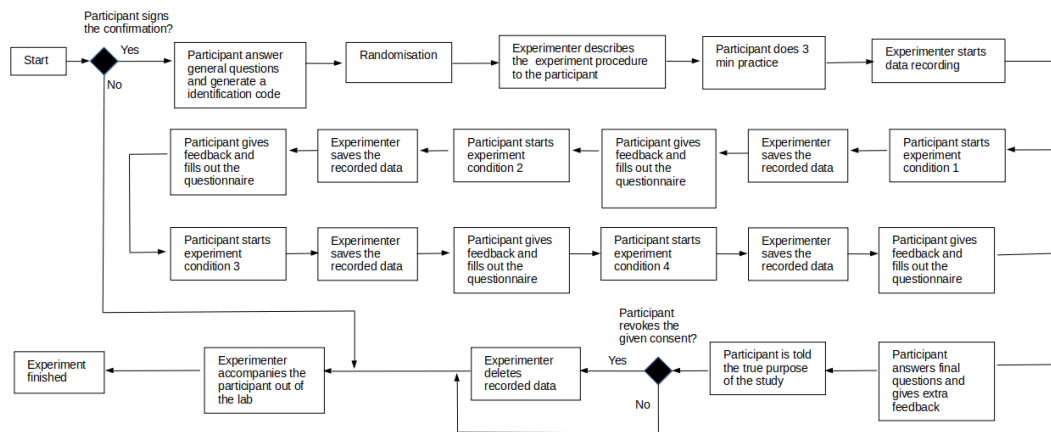 Participant signs
the confirmation?
Start
Yes
No
Participant answer
general questions
and generate a
identification code
Randomisation
Experimenter describes
the experiment procedure
to the participant
Participant does 3
min practice
Experimenter starts
data recording
Participant gives
feedback and
fills out the
questionnaire
Experimenter
saves the
recorded data
Participant starts
experiment
condition 2
Participant gives
feedback and
fills out the
questionnaire
Experimenter
saves the
recorded data
Participant starts
experiment
condition 1
Participant starts
experiment
condition 3
Experimenter
saves the
recorded data
Participant gives
feedback and
fills out the
questionnaire
Participant starts
experiment
condition 4
Experimenter
saves the
recorded data
Participant gives
feedback and
fills out the
questionnaire
Participant
revokes the
given consent?
Experiment
finished
Experimenter
accompanies the
participant out of
the lab
Experimenter
deletes
recorded data
Yes
No
Participant is told
the true purpose
of the study
Participant
answers final
questions and
gives extra
feedback